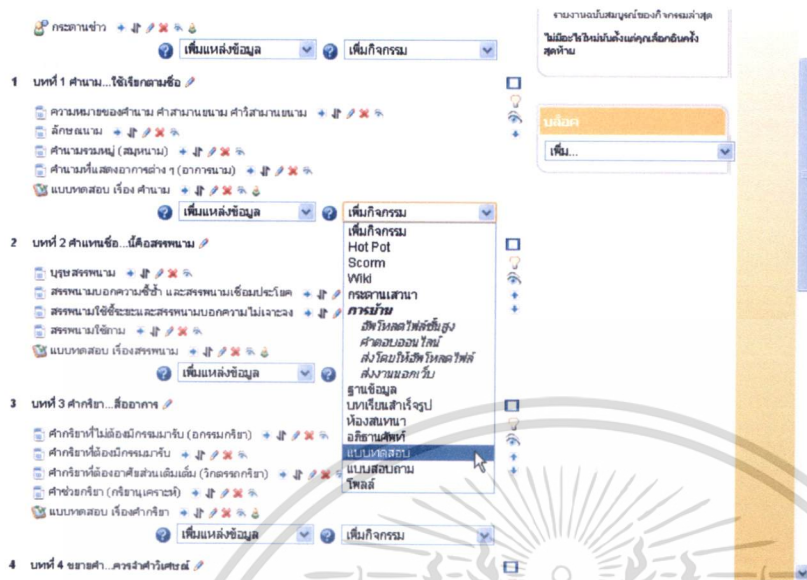 กระดานข่าว
เพิ่มแหล่งข้อมูล เพิ่มกิจกรรม
รายงานฉบับสมบูรณ์ของกิจกรรมล่าสุด
ไม่มีอะไรใหม่นับตั้งแต่คุณล็อกอินครั้งสุดท้าย
1 บทที่ 1 คำนาม...ใช้เรียกตามชื่อ
ความหมายของคำนาม คำสามานยนาม คำวิสามานยนาม
ลักษณนาม
คำนามรวมหมู่ (สมุหนาม)
คำนามที่แสดงอาการต่าง ๆ (อาการนาม)
แบบทดสอบ เรื่อง คำนาม
เพิ่มแหล่งข้อมูล เพิ่มกิจกรรม
บล็อค
เพิ่ม...
เพิ่มกิจกรรม
Hot Pot
Scorm
Wiki
กระดานเสวนา
การบ้าน
อัพโหลดไฟล์ชั้นสูง
คำตอบออนไลน์
ส่งโดยให้อัพโหลดไฟล์
ส่งงานนอกเว็บ
ฐานข้อมูล
บทเรียนสำเร็จรูป
ห้องสนทนา
อภิธานศัพท์
แบบทดสอบ
แบบสอบถาม
โพลล์
2 บทที่ 2 คำแทนชื่อ...นี้คือสรรพนาม
บุรุษสรรพนาม
สรรพนามบอกความชี้ซ้ำ และสรรพนามเชื่อมประโยค
สรรพนามใช้ชี้ระยะและสรรพนามบอกความไม่เจาะจง
สรรพนามใช้ถาม
แบบทดสอบ เรื่องสรรพนาม
เพิ่มแหล่งข้อมูล
3 บทที่ 3 คำกริยา...สื่ออาการ
คำกริยาที่ไม่ต้องมีกรรมมารับ (อกรรมกริยา)
คำกริยาที่ต้องมีกรรมมารับ
คำกริยาที่ต้องอาศัยส่วนเติมเต็ม (วิกตรรถกริยา)
คำช่วยกริยา (กริยานุเคราะห์)
แบบทดสอบ เรื่องคำกริยา
เพิ่มแหล่งข้อมูล เพิ่มกิจกรรม
4 บทที่ 4 ขยายคำ...ควรจำคำวิเศษณ์